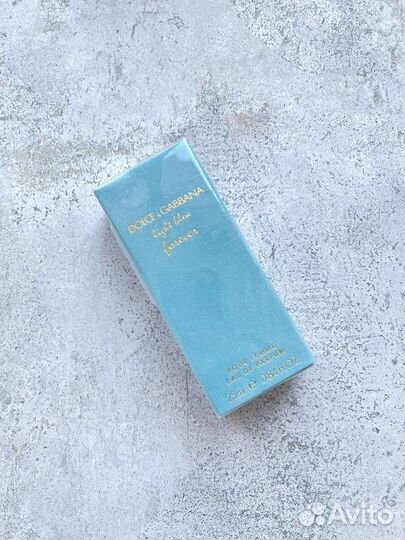 DOLCE & GABBANA
light blue
forever
POUR FEMME
EAU DE PARFUM
25ml e 0.84 FL.OZ.
Avito